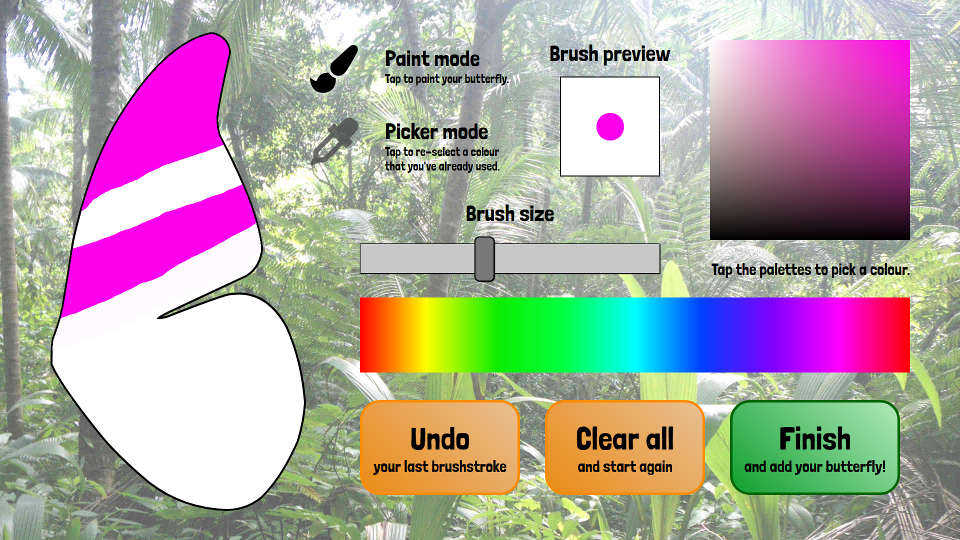 Paint mode
Tap to paint your butterfly.
Picker mode
Tap to re-select a colour
that you've already used.
Brush preview
Brush size
Tap the palettes to pick a colour.
Undo
your last brushstroke
Clear all
and start again
Finish
and add your butterfly!